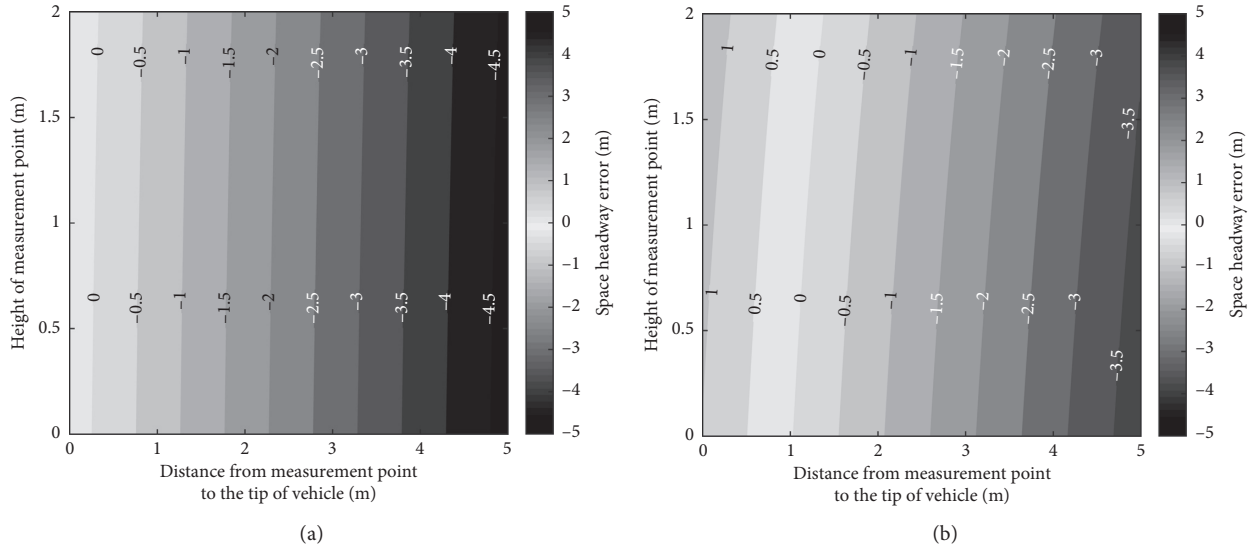 2
1.5
1
0.5
0
Height of measurement point (m)
0 −0.5 −1 −1.5 −2 −2.5 −3 −3.5 −4 −4.5
0 −0.5 −1 −1.5 −2 −2.5 −3 −3.5 −4 −4.5
0 1 2 3 4 5
Distance from measurement point
to the tip of vehicle (m)
5
4
3
2
1
0
−1
−2
−3
−4
−5
Space headway error (m)
(a)
2
1.5
1
0.5
0
Height of measurement point (m)
1 0.5 0 −0.5 −1 −1.5 −2 −2.5 −3
−3.5
1 0.5 0 −0.5 −1 −1.5 −2 −2.5 −3
−3.5
0 1 2 3 4 5
Distance from measurement point
to the tip of vehicle (m)
5
4
3
2
1
0
−1
−2
−3
−4
−5
Space headway error (m)
(b)